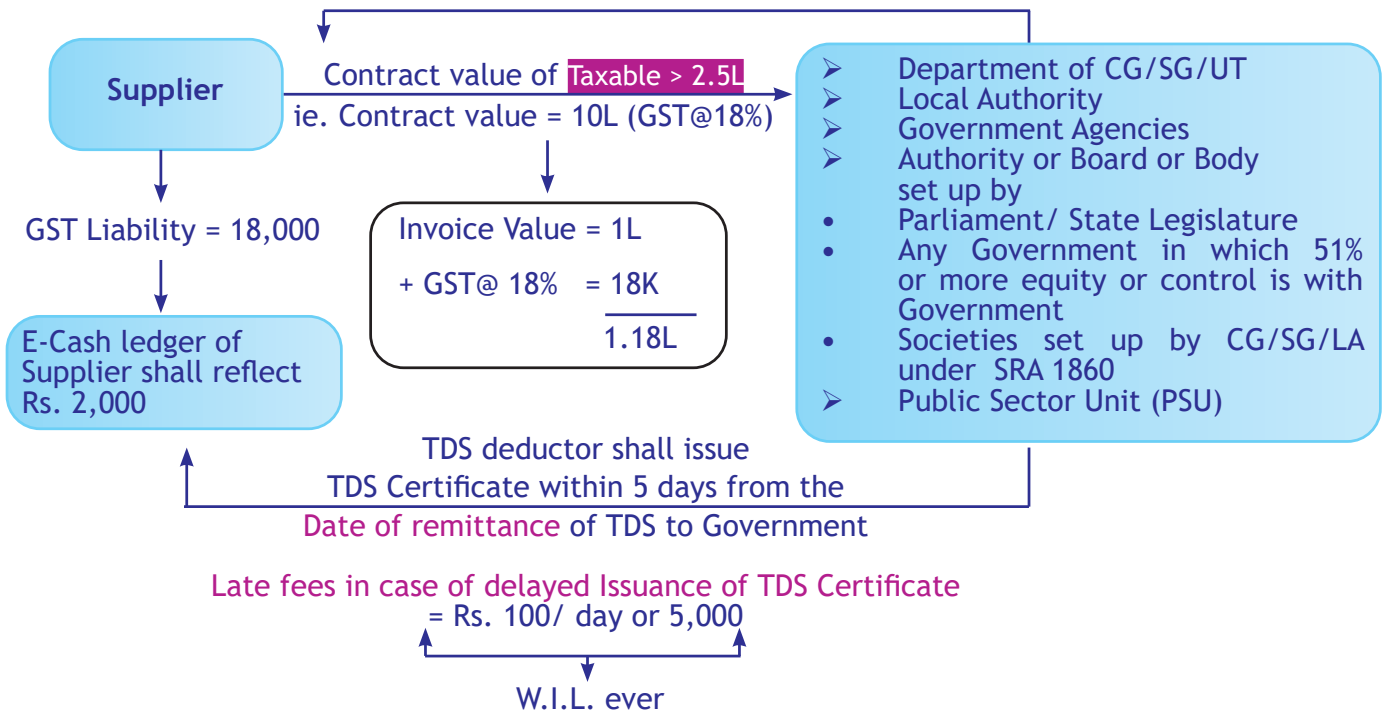 Supplier
Contract value of Taxable > 2.5L
ie. Contract value = 10L (GST@18%)
GST Liability = 18,000
Invoice Value = 1L
+ GST@ 18% = 18K
1.18L
E-Cash ledger of
Supplier shall reflect
Rs. 2,000
➢ Department of CG/SG/UT
➢ Local Authority
➢ Government Agencies
➢ Authority or Board or Body
set up by
• Parliament/ State Legislature
• Any Government in which 51%
or more equity or control is with
Government
• Societies set up by CG/SG/LA
under SRA 1860
➢ Public Sector Unit (PSU)
TDS deductor shall issue
TDS Certificate within 5 days from the
Date of remittance of TDS to Government
Late fees in case of delayed Issuance of TDS Certificate
= Rs. 100/ day or 5,000
W.I.L. ever